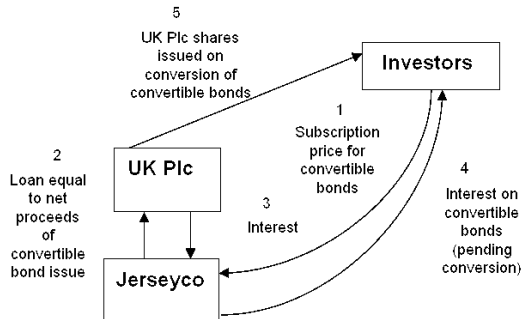 5
UK Plc shares
issued on
conversion of
convertible bonds
Investors
1
Subscription
price for
convertible
bonds
2
Loan equal
to net
proceeds
of
convertible
bond issue
UK Plc
3
Interest
4
Interest on
convertible
bonds
(pending
conversion)
Jerseyco